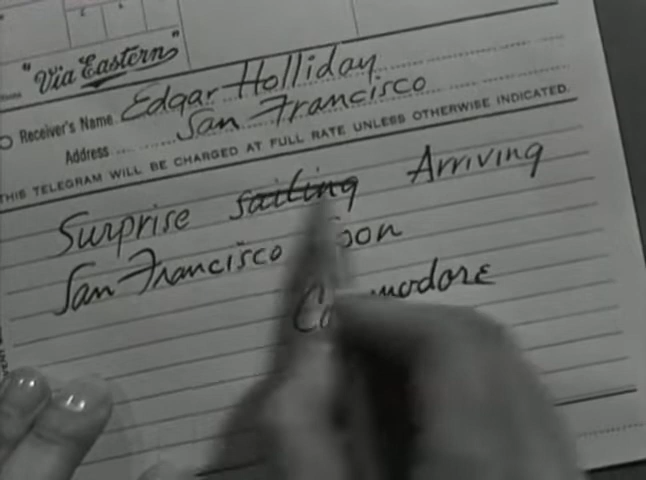 "Via Eastern"
Receiver's Name Edgar Holliday
Address San Francisco
THIS TELEGRAM WILL BE CHARGED AT FULL RATE UNLESS OTHERWISE INDICATED.
Surprise sailing Arriving
San Francisco Soon
Commodore